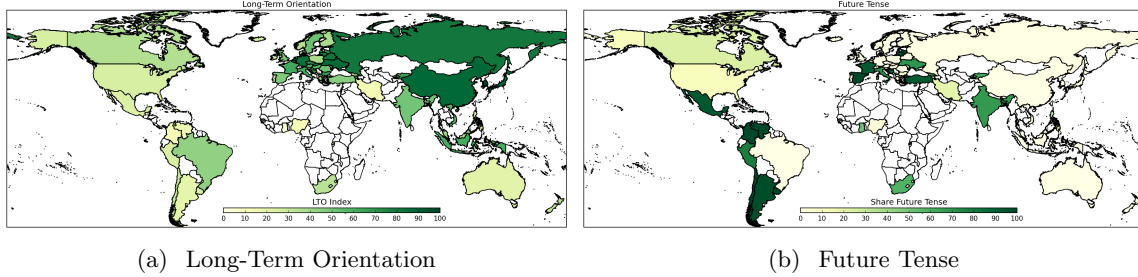 Long-Term Orientation
LTO Index
0 10 20 30 40 50 60 70 80 90 100
(a) Long-Term Orientation
Future Tense
Share Future Tense
0 10 20 30 40 50 60 70 80 90 100
(b) Future Tense